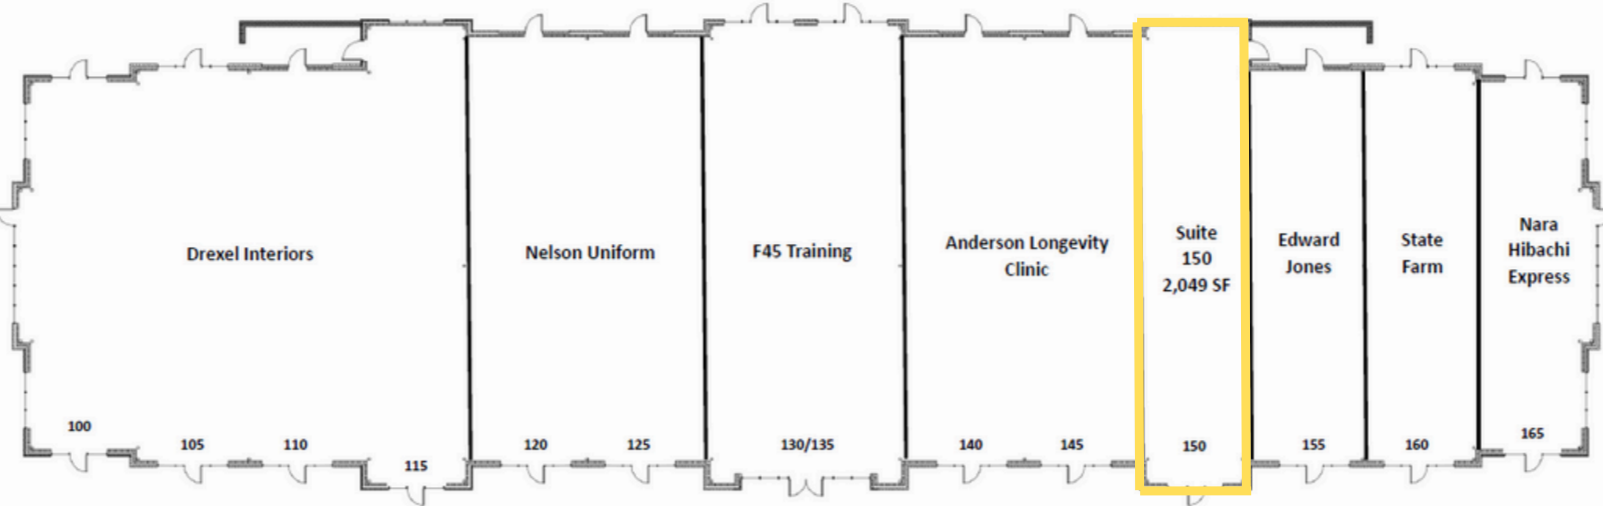 Drexel Interiors
Nelson Uniform
F45 Training
Anderson Longevity
Clinic
Suite
150
2,049 SF
Edward
Jones
State
Farm
Nara
Hibachi
Express
100
105
110
115
120
125
130/135
140
145
150
155
160
165